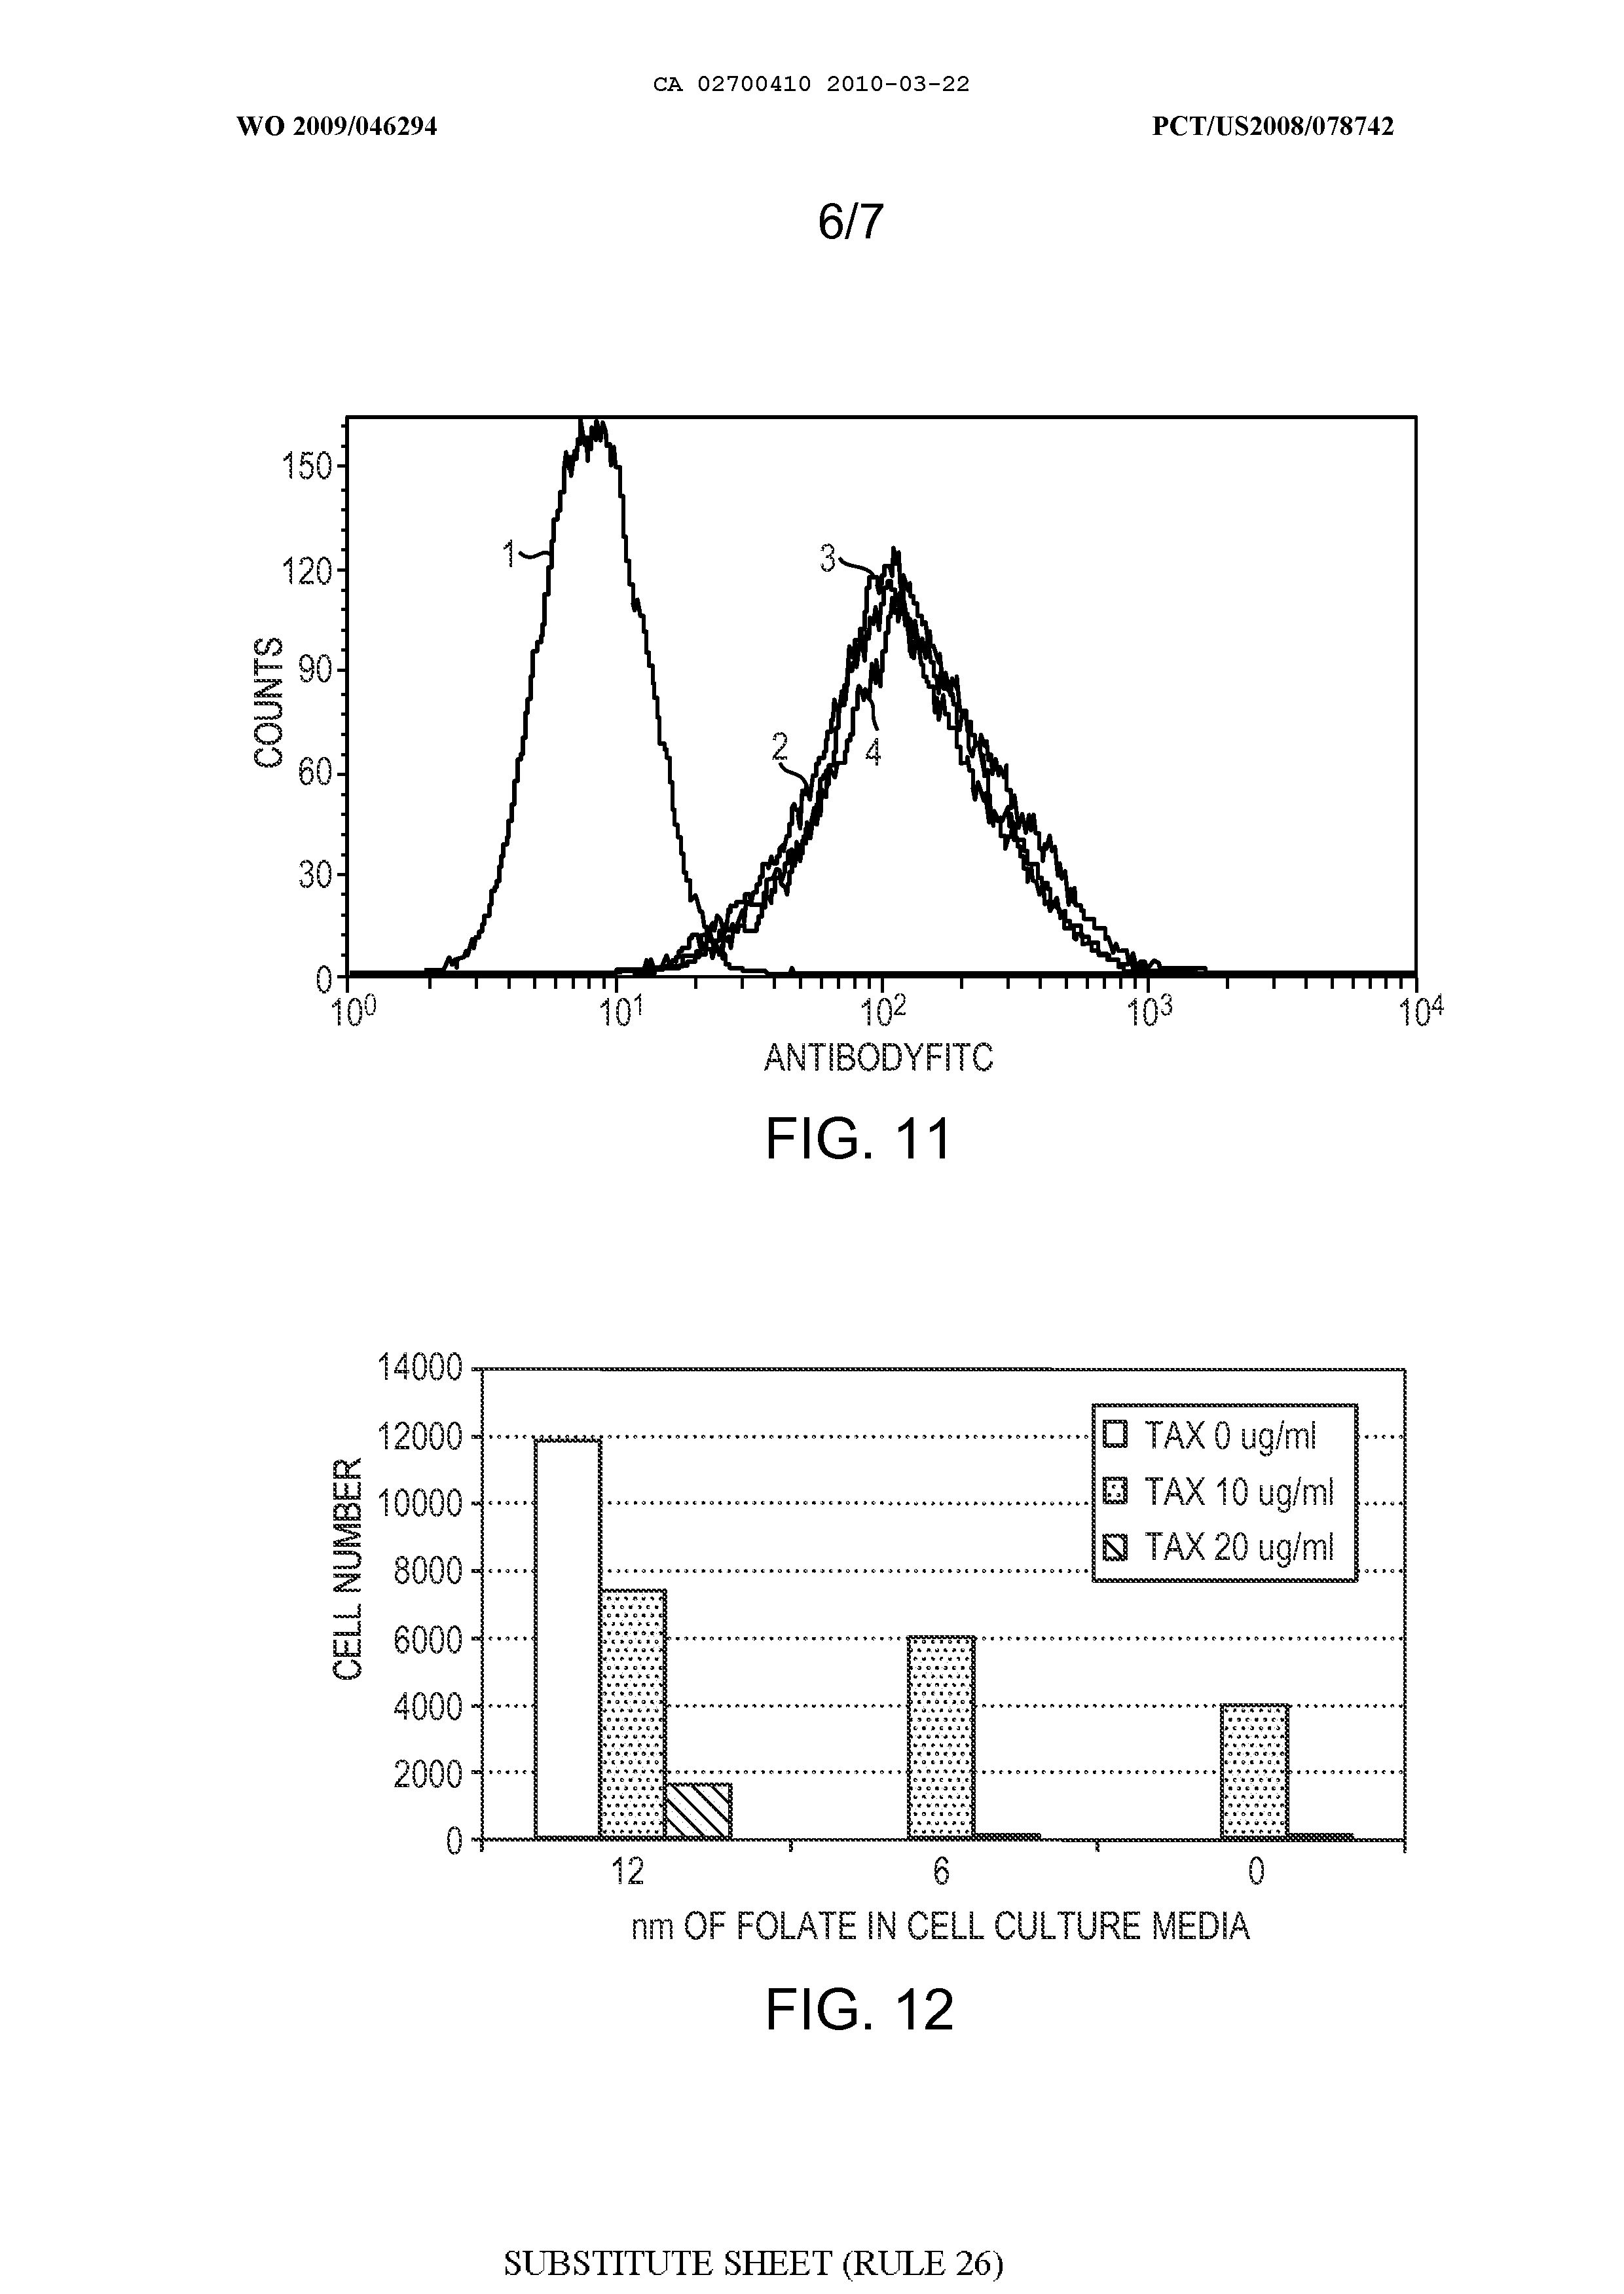 CA 02700410 2010-03-22
WO 2009/046294 PCT/US2008/078742
6/7
COUNTS
150
120
90
60
30
0
1
2
3
4
10⁰ 10¹ 10² 10³ 10⁴
ANTIBODYFITC
FIG. 11
CELL NUMBER
14000
12000
10000
8000
6000
4000
2000
0
TAX 0 ug/ml
TAX 10 ug/ml
TAX 20 ug/ml
12 6 0
nm OF FOLATE IN CELL CULTURE MEDIA
FIG. 12
SUBSTITUTE SHEET (RULE 26)